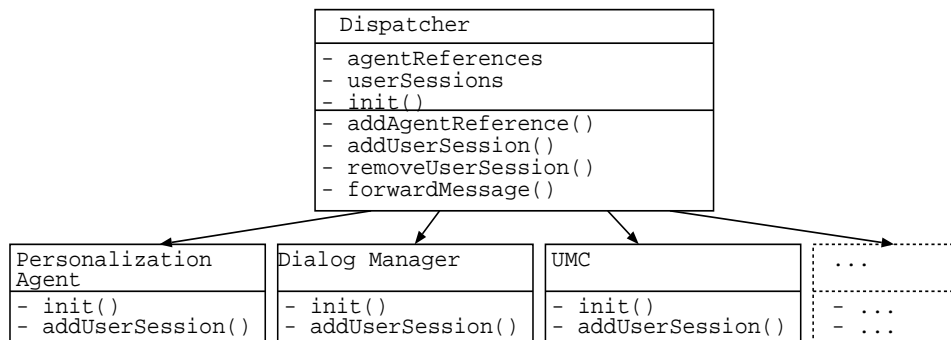 Dispatcher
- agentReferences
- userSessions
- init()
- addAgentReference()
- addUserSession()
- removeUserSession()
- forwardMessage()
Personalization
Agent
- init()
- addUserSession()
Dialog Manager
- init()
- addUserSession()
UMC
- init()
- addUserSession()
...
- ...
- ...